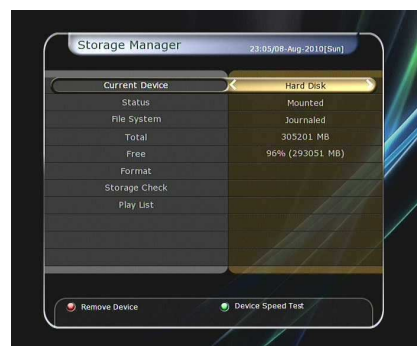 Storage Manager 23:05/08-Aug-2010[Sun]
Current Device Hard Disk
Status Mounted
File System Journaled
Total 305201 MB
Free 96% (293051 MB)
Format
Storage Check
Play List
Remove Device Device Speed Test